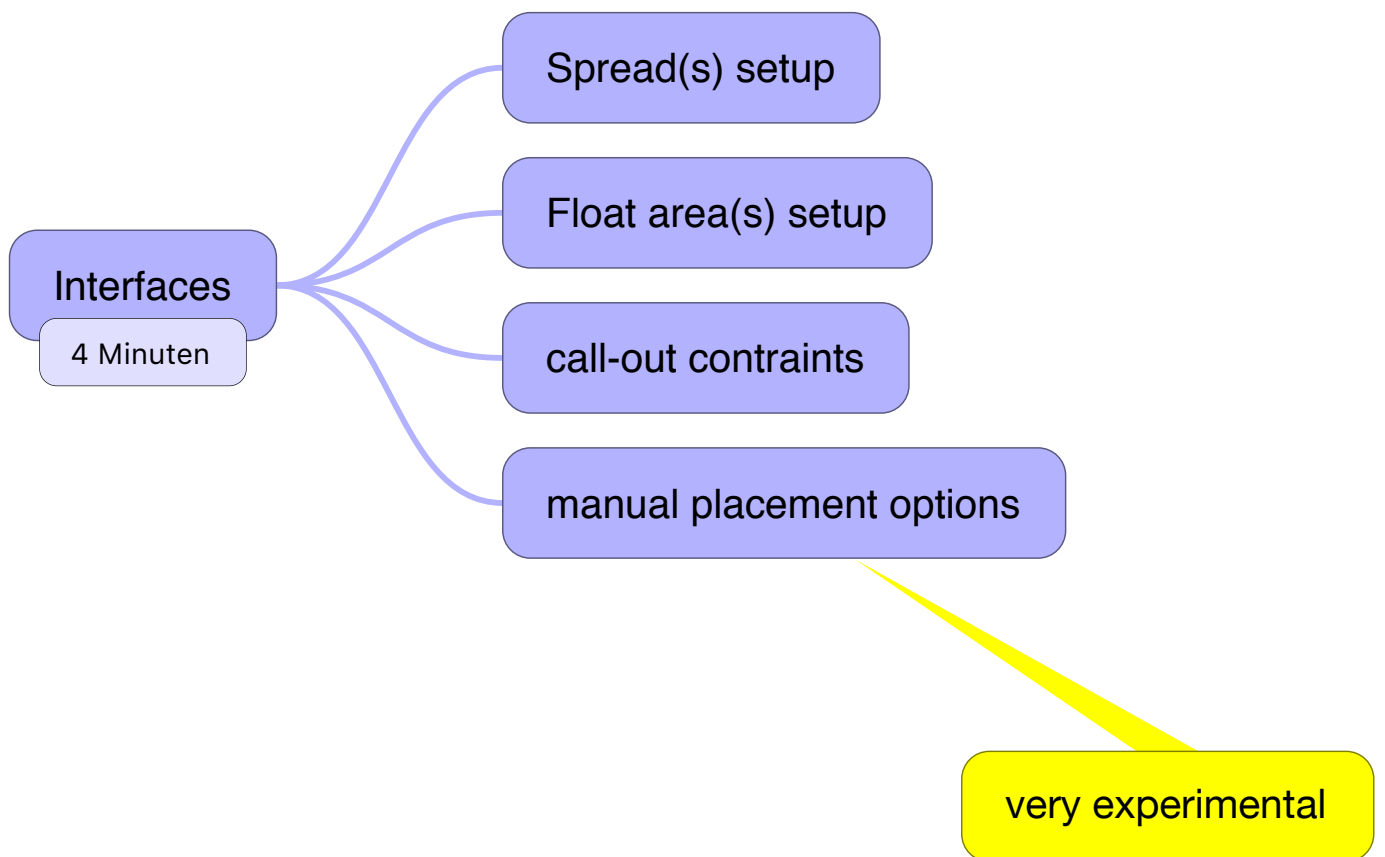 Interfaces
4 Minuten
Spread(s) setup
Float area(s) setup
call-out contraints
manual placement options
very experimental